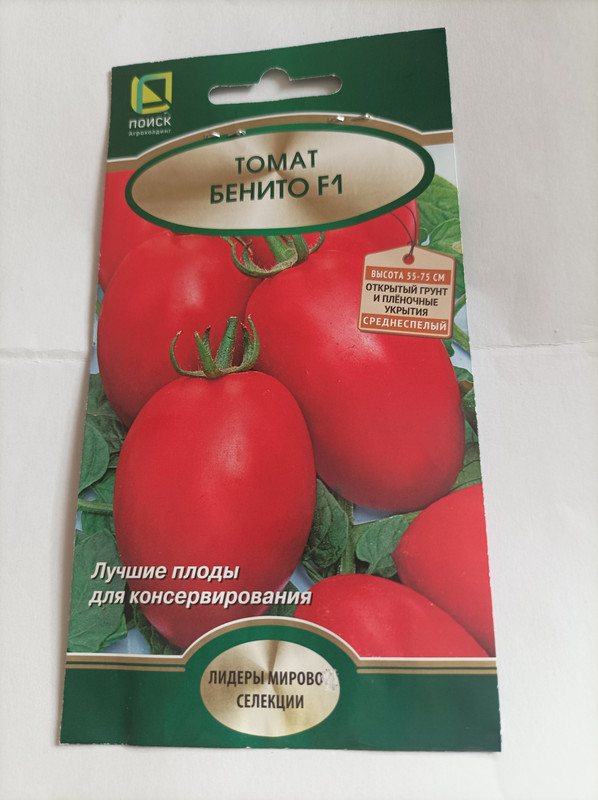 ПОИСК
Агрохолдинг
ТОМАТ
БЕНИТО F1
ВЫСОТА 55-75 СМ
ОТКРЫТЫЙ ГРУНТ
И ПЛЁНОЧНЫЕ
УКРЫТИЯ
СРЕДНЕСПЕЛЫЙ
Лучшие плоды
для консервирования
ЛИДЕРЫ МИРОВО
СЕЛЕКЦИИ